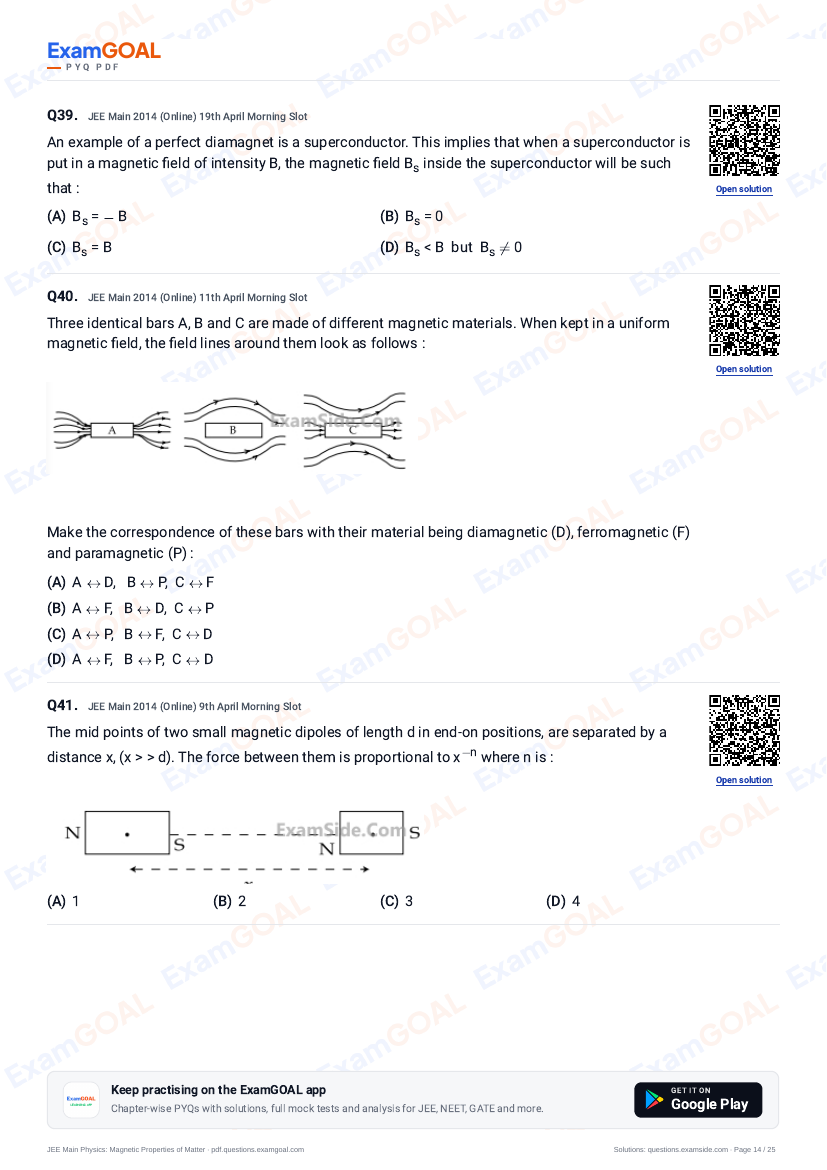 ExamGOAL
PYQ PDF
Q39. JEE Main 2014 (Online) 19th April Morning Slot
An example of a perfect diamagnet is a superconductor. This implies that when a superconductor is
put in a magnetic field of intensity B, the magnetic field Bs inside the superconductor will be such
that :
Open solution
(A) Bs = – B (B) Bs = 0
(C) Bs = B (D) Bs < B but Bs ≠ 0
Q40. JEE Main 2014 (Online) 11th April Morning Slot
Three identical bars A, B and C are made of different magnetic materials. When kept in a uniform
magnetic field, the field lines around them look as follows :
Open solution
ExamSide.Com
A B C
Make the correspondence of these bars with their material being diamagnetic (D), ferromagnetic (F)
and paramagnetic (P) :
(A) A ↔ D, B ↔ P, C ↔ F
(B) A ↔ F, B ↔ D, C ↔ P
(C) A ↔ P, B ↔ F, C ↔ D
(D) A ↔ F, B ↔ P, C ↔ D
Q41. JEE Main 2014 (Online) 9th April Morning Slot
The mid points of two small magnetic dipoles of length d in end-on positions, are separated by a
distance x, (x > > d). The force between them is proportional to x⁻ⁿ where n is :
Open solution
N S ExamSide.Com N S
(A) 1 (B) 2 (C) 3 (D) 4
Keep practising on the ExamGOAL app
Chapter-wise PYQs with solutions, full mock tests and analysis for JEE, NEET, GATE and more.
GET IT ON
Google Play
JEE Main Physics: Magnetic Properties of Matter · pdf.questions.examgoal.com
Solutions: questions.examside.com · Page 14 / 25